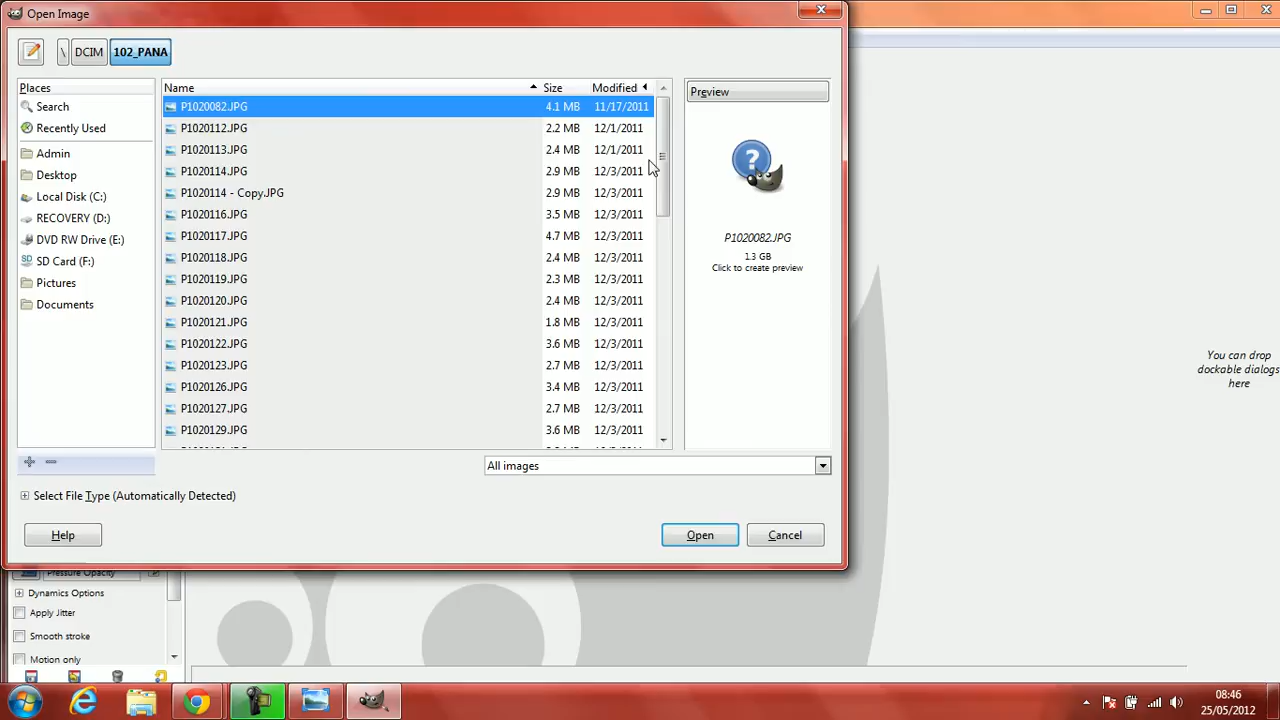 Open Image
\ DCIM 102_PANA
Places
Search
Recently Used
Admin
Desktop
Local Disk (C:)
RECOVERY (D:)
DVD RW Drive (E:)
SD Card (F:)
Pictures
Documents
Name Size Modified
P1020082.JPG 4.1 MB 11/17/2011
P1020112.JPG 2.2 MB 12/1/2011
P1020113.JPG 2.4 MB 12/1/2011
P1020114.JPG 2.9 MB 12/3/2011
P1020114 - Copy.JPG 2.9 MB 12/3/2011
P1020116.JPG 3.5 MB 12/3/2011
P1020117.JPG 4.7 MB 12/3/2011
P1020118.JPG 2.4 MB 12/3/2011
P1020119.JPG 2.3 MB 12/3/2011
P1020120.JPG 2.4 MB 12/3/2011
P1020121.JPG 1.8 MB 12/3/2011
P1020122.JPG 3.6 MB 12/3/2011
P1020123.JPG 2.7 MB 12/3/2011
P1020126.JPG 3.4 MB 12/3/2011
P1020127.JPG 2.7 MB 12/3/2011
P1020129.JPG 3.6 MB 12/3/2011
Preview
P1020082.JPG
1.3 GB
Click to create preview
All images
Select File Type (Automatically Detected)
Help
Open
Cancel
You can drop
dockable dialogs
here
Pressure Opacity
Dynamics Options
Apply Jitter
Smooth stroke
Motion only
08:46
25/05/2012